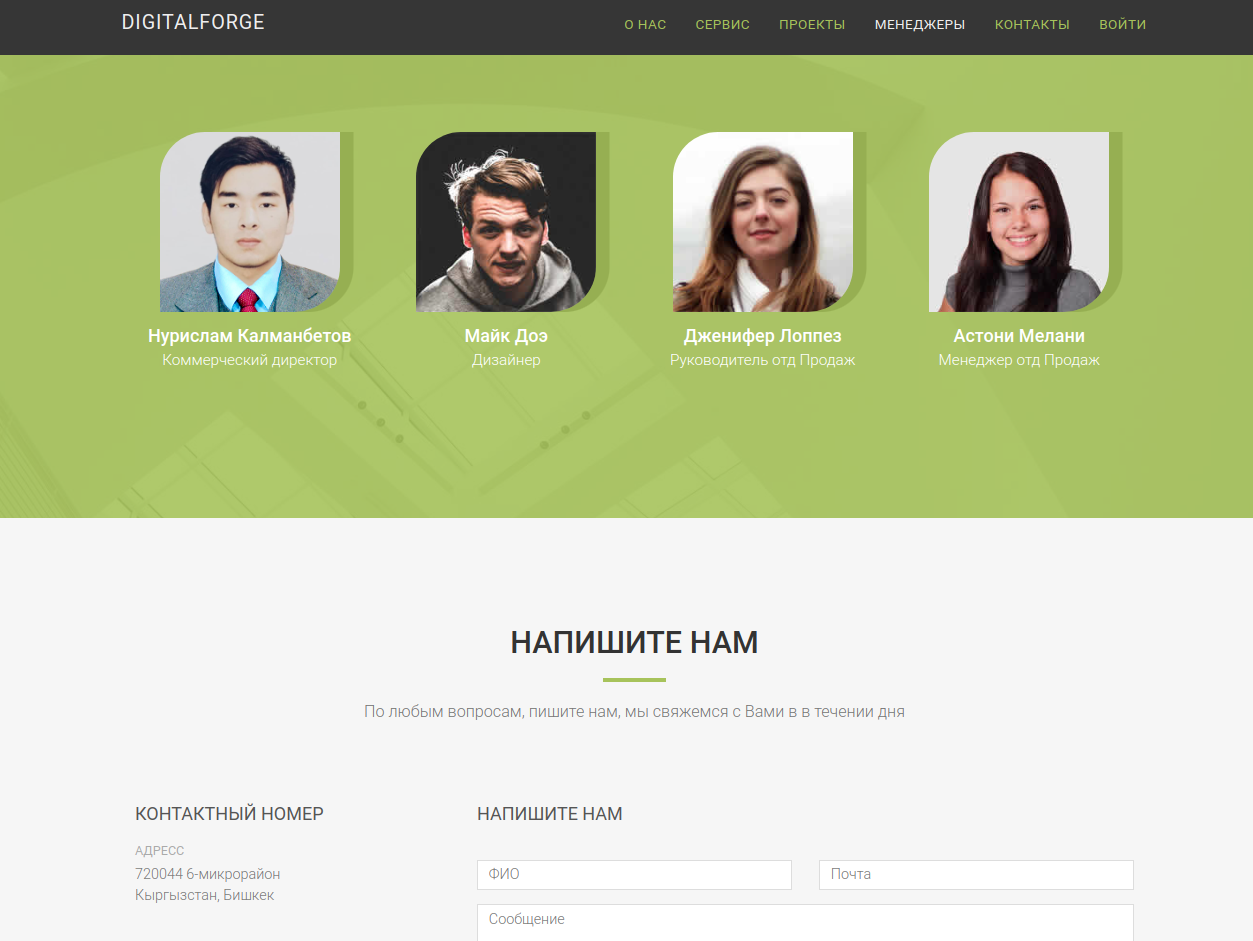 DIGITALFORGE
О НАС СЕРВИС ПРОЕКТЫ МЕНЕДЖЕРЫ КОНТАКТЫ ВОЙТИ
Нурислам Калманбетов
Коммерческий директор
Майк Доэ
Дизайнер
Дженифер Лоппез
Руководитель отд Продаж
Астони Мелани
Менеджер отд Продаж
НАПИШИТЕ НАМ
По любым вопросам, пишите нам, мы свяжемся с Вами в в течении дня
КОНТАКТНЫЙ НОМЕР
АДРЕСС
720044 6-микрорайон
Кыргызстан, Бишкек
НАПИШИТЕ НАМ
ФИО
Почта
Сообщение